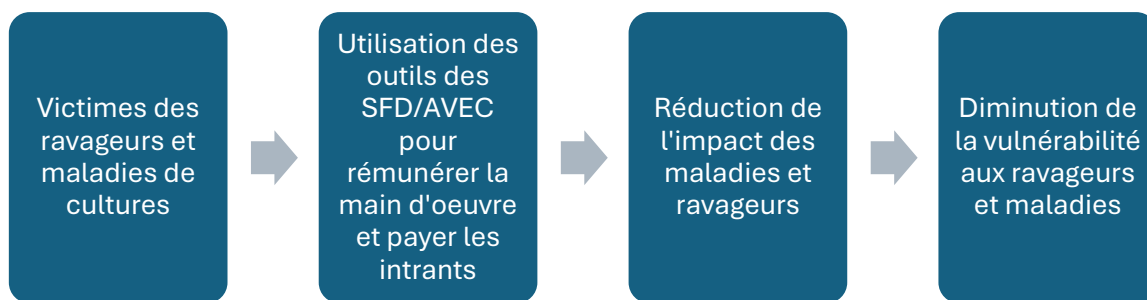 Victimes des
ravageurs et
maladies de
cultures
Utilisation des
outils des
SFD/AVEC
pour
rémunérer la
main d'oeuvre
et payer les
intrants
Réduction de
l'impact des
maladies et
ravageurs
Diminution de
la vulnérabilité
aux ravageurs
et maladies